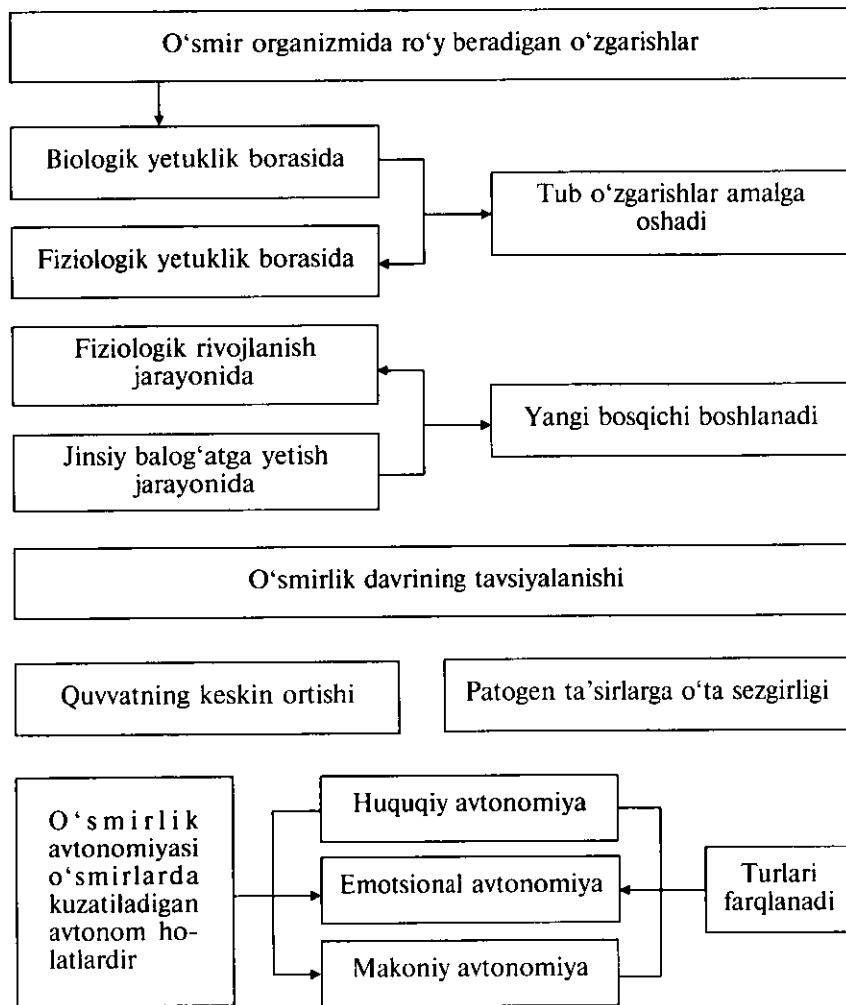 O‘smir organizmida ro‘y beradigan o‘zgarishlar
Biologik yetuklik borasida
Tub o‘zgarishlar amalga
oshadi
Fiziologik yetuklik borasida
Fiziologik rivojlanish
jarayonida
Yangi bosqichi boshlanadi
Jinsiy balog‘atga yetish
jarayonida
O‘smirlik davrining tavsiyalanishi
Quvvatning keskin ortishi
Patogen ta’sirlarga o‘ta sezgirligi
O‘smirlik
avtonomiyasi
o‘smirlarda
kuzatiladigan
avtonom ho-
latlardir
Huquqiy avtonomiya
Emotsional avtonomiya
Makoniy avtonomiya
Turlari
farqlanadi